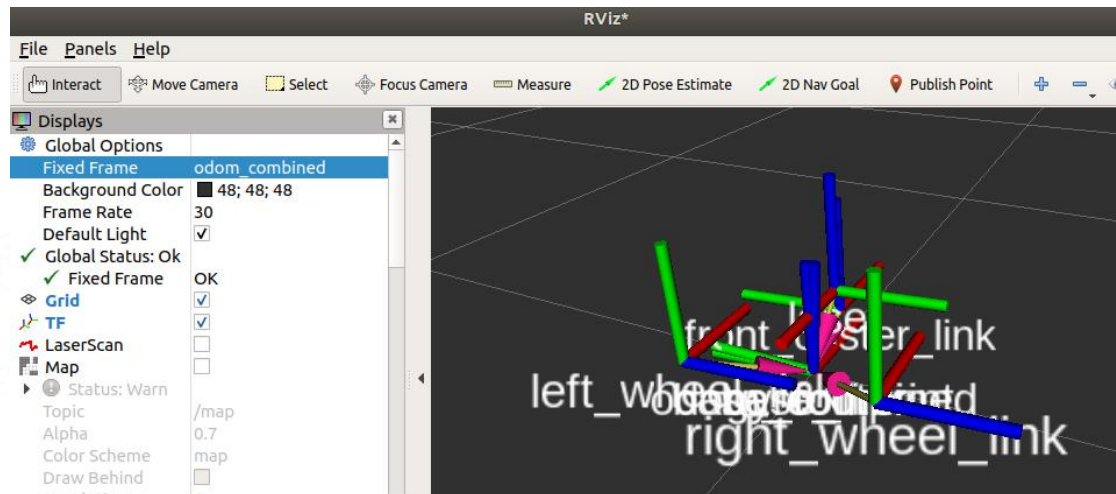 RViz*
File Panels Help
Interact Move Camera Select Focus Camera Measure 2D Pose Estimate 2D Nav Goal Publish Point
Displays
Global Options
Fixed Frame odom_combined
Background Color 48; 48; 48
Frame Rate 30
Default Light
Global Status: Ok
Fixed Frame OK
Grid
TF
LaserScan
Map
Status: Warn
Topic /map
Alpha 0.7
Color Scheme map
Draw Behind
right_wheel_link